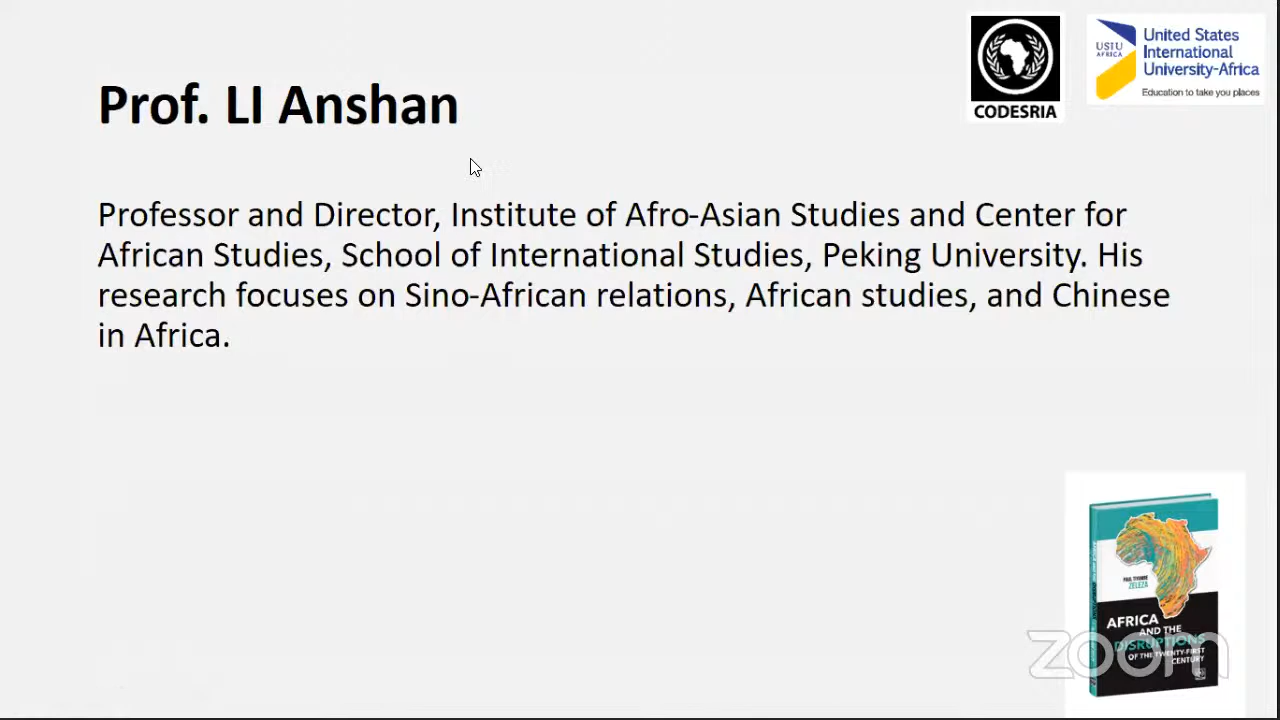 CODESRIA
USIU
AFRICA
United States
International
University-Africa
Education to take you places
Prof. LI Anshan
Professor and Director, Institute of Afro-Asian Studies and Center for
African Studies, School of International Studies, Peking University. His
research focuses on Sino-African relations, African studies, and Chinese
in Africa.
PAUL TIYAMBE
ZELEZA
AFRICA
AND THE
DISRUPTIONS
OF THE TWENTY-FIRST
CENTURY
zoom